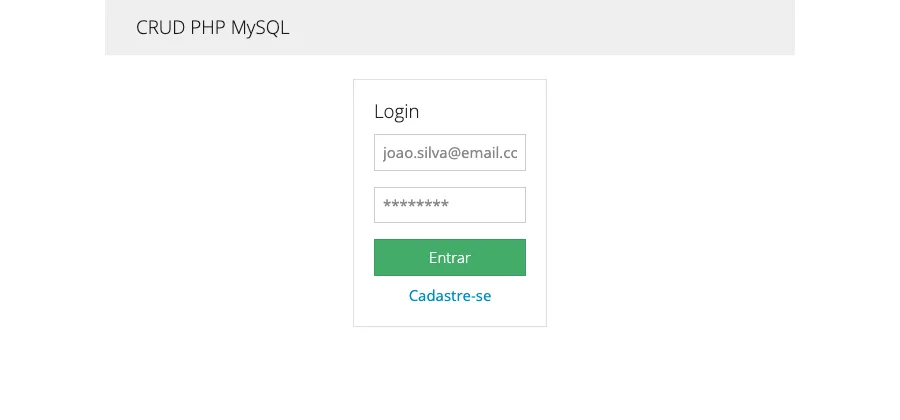 CRUD PHP MySQL
Login
joao.silva@email.cc
********
Entrar
Cadastre-se